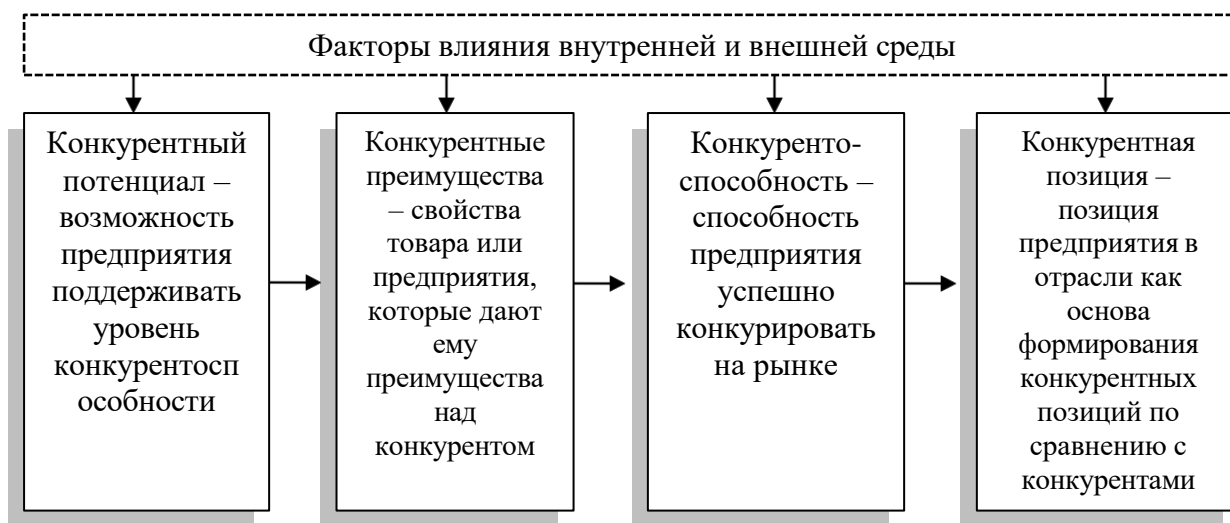 Факторы влияния внутренней и внешней среды
Конкурентный
потенциал –
возможность
предприятия
поддерживать
уровень
конкурентосп
особности
Конкурентные
преимущества
– свойства
товара или
предприятия,
которые дают
ему
преимущества
над
конкурентом
Конкуренто-
способность –
способность
предприятия
успешно
конкурировать
на рынке
Конкурентная
позиция –
позиция
предприятия в
отрасли как
основа
формирования
конкурентных
позиций по
сравнению с
конкурентами